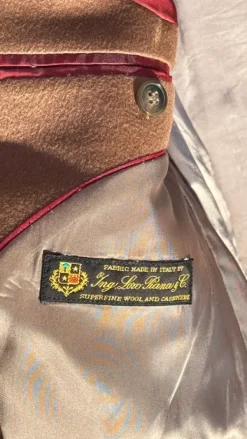 FABRIC MADE IN ITALY BY
Ing. Loro Piana & C.
SUPERFINE WOOL AND CASHMERE